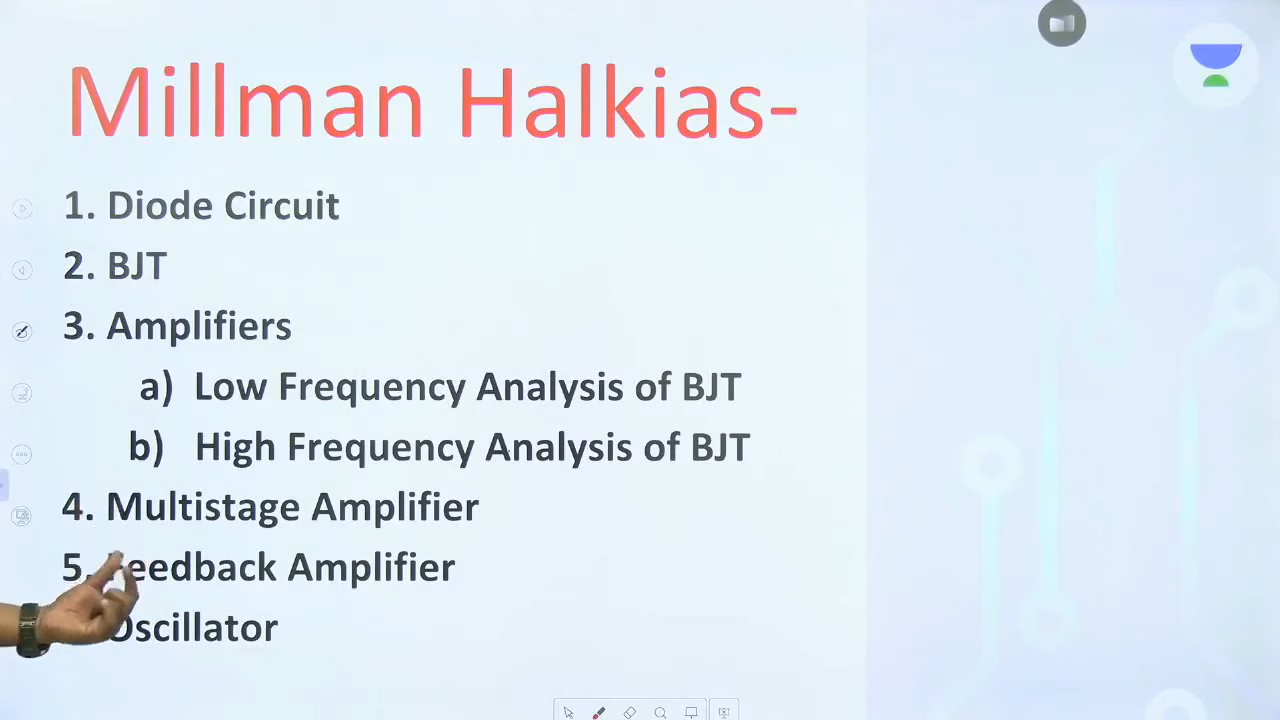 Millman Halkias-
1. Diode Circuit
2. BJT
3. Amplifiers
a) Low Frequency Analysis of BJT
b) High Frequency Analysis of BJT
4. Multistage Amplifier
5. Feedback Amplifier
Oscillator